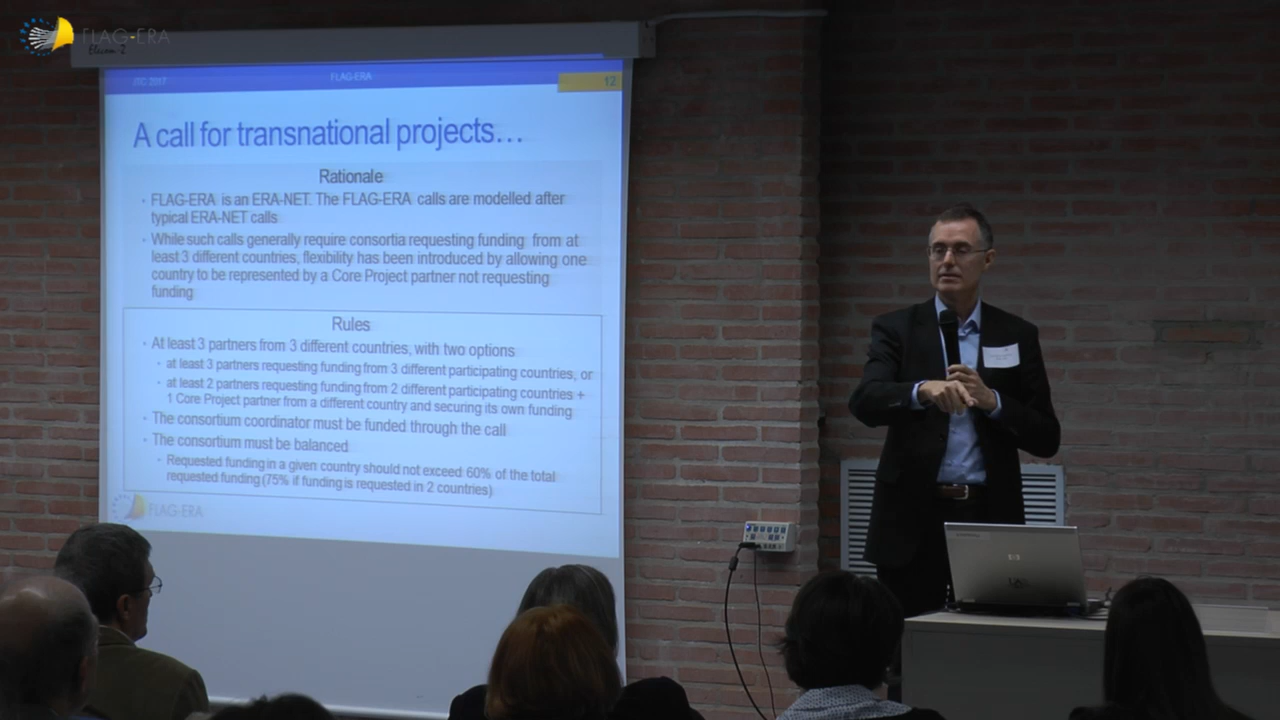 FLAG-ERA
Elecom-2
ITC 2017
FLAG-ERA
12
A call for transnational projects…
Rationale
FLAG-ERA is an ERA-NET. The FLAG-ERA calls are modelled after
typical ERA-NET calls
While such calls generally require consortia requesting funding from at
least 3 different countries, flexibility has been introduced by allowing one
country to be represented by a Core Project partner not requesting
funding
Rules
At least 3 partners from 3 different countries, with two options
at least 3 partners requesting funding from 3 different participating countries, or
at least 2 partners requesting funding from 2 different participating countries +
1 Core Project partner from a different country and securing its own funding
The consortium coordinator must be funded through the call
The consortium must be balanced
Requested funding in a given country should not exceed 60% of the total
requested funding (75% if funding is requested in 2 countries)
FLAG-ERA
hp